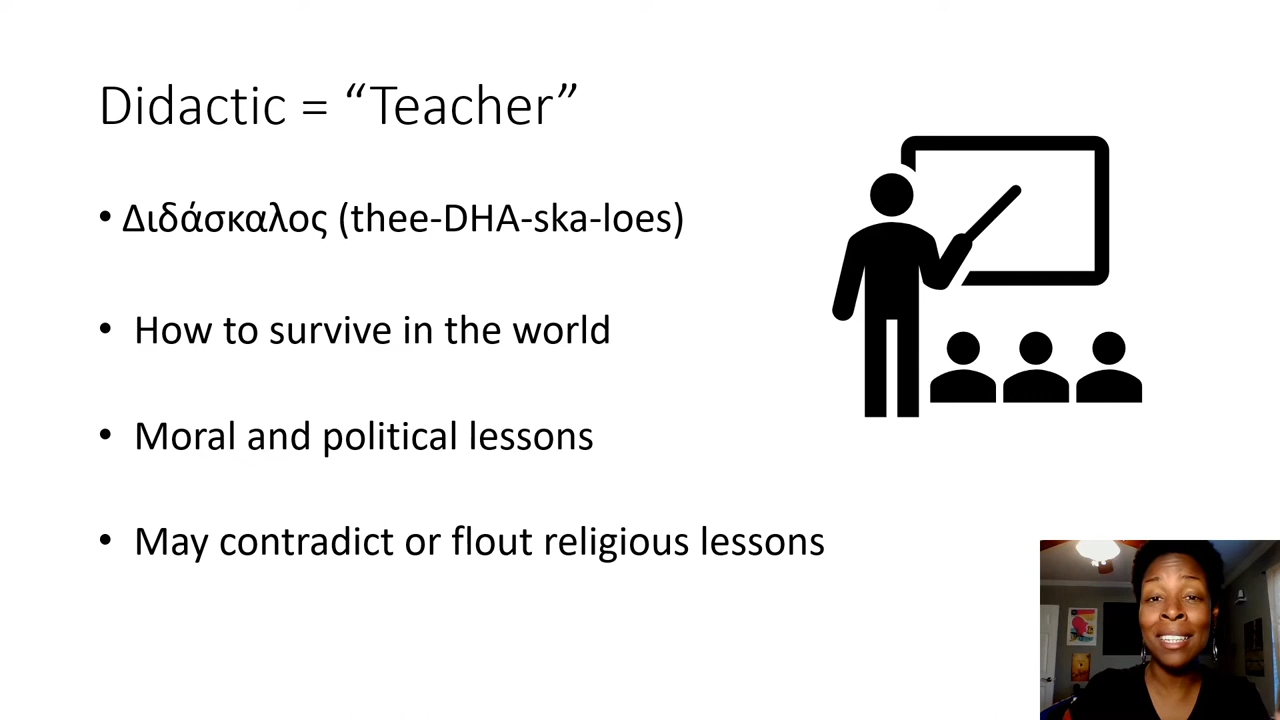 Didactic = “Teacher”
• Διδάσκαλος (thee-DHA-ska-loes)
• How to survive in the world
• Moral and political lessons
• May contradict or flout religious lessons